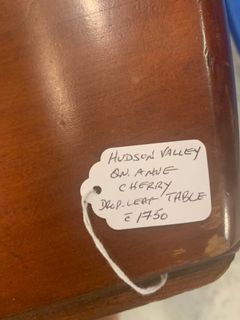 HUDSON VALLEY
QN. ANNE
CHERRY
DROP-LEAF TABLE
c 1750